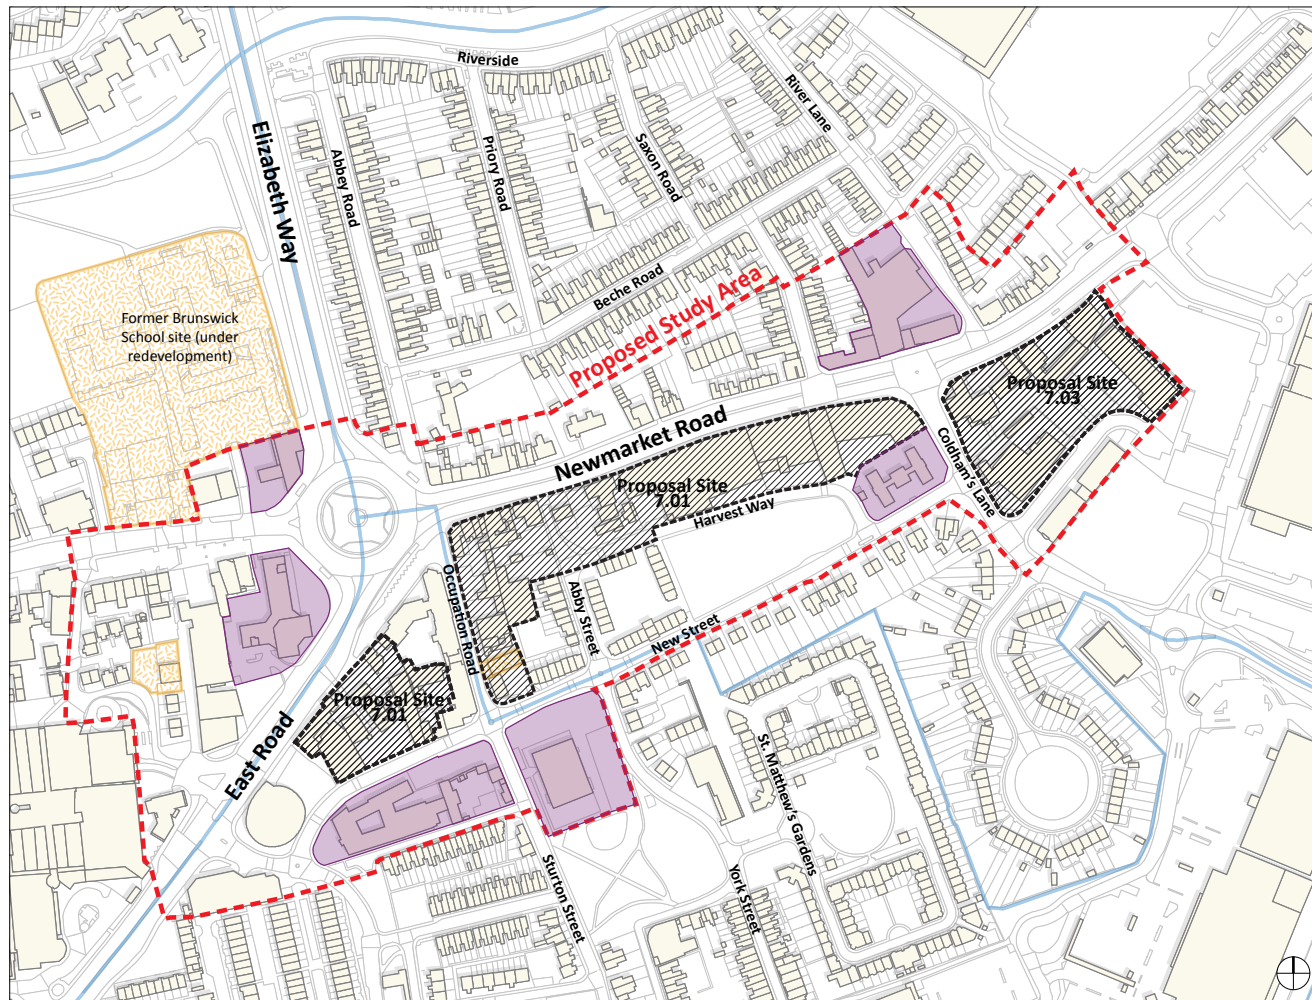 Riverside
River Lane
Elizabeth Way
Abbey Road
Priory Road
Saxon Road
Beche Road
Proposed Study Area
Former Brunswick
School site (under
redevelopment)
Proposal Site
7.03
Newmarket Road
Coldham's Lane
Proposal Site
7.01
Harvest Way
Occupation Road
Abby Street
New Street
Proposal Site
7.01
East Road
St. Matthew's Gardens
Sturton Street
York Street